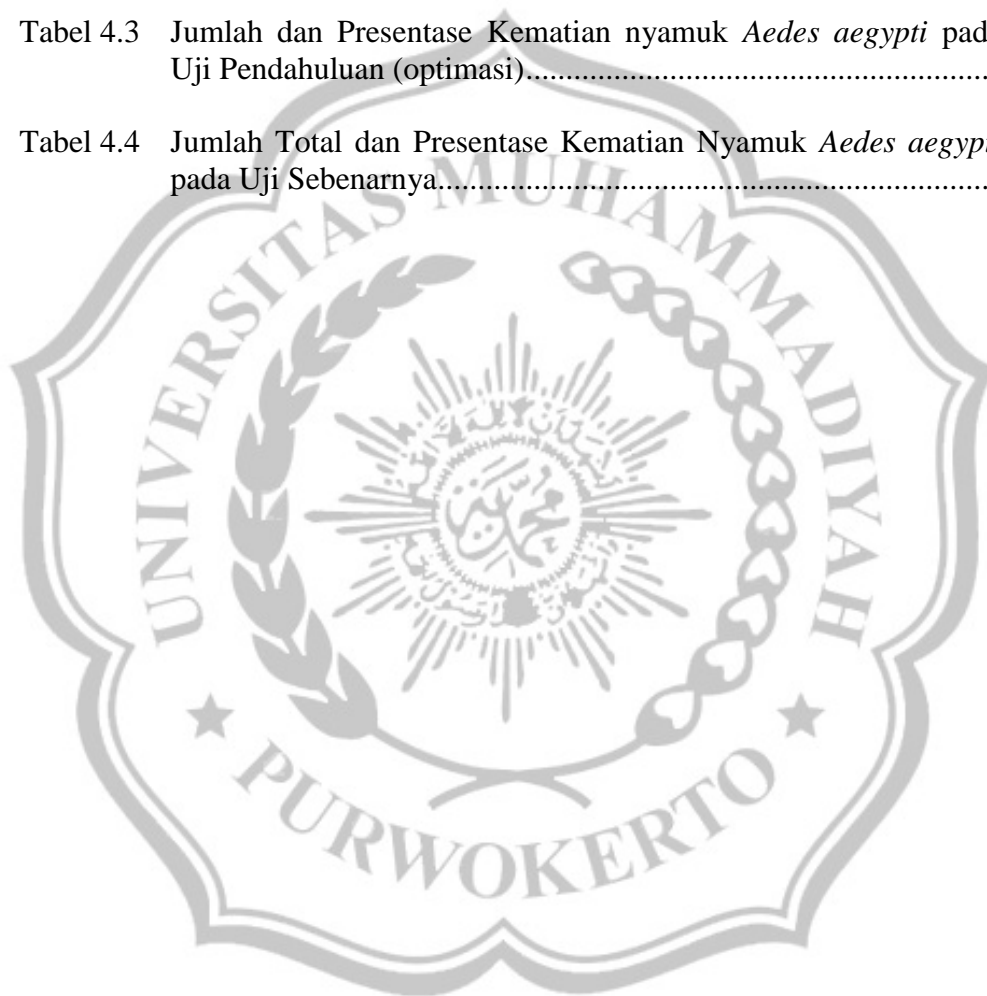 Tabel 4.3 Jumlah dan Presentase Kematian nyamuk Aedes aegypti pad
Uji Pendahuluan (optimasi)..........................................................
Tabel 4.4 Jumlah Total dan Presentase Kematian Nyamuk Aedes aegyp
pada Uji Sebenarnya.....................................................................
UNIVERSITAS MUHAMMADIYAH
PURWOKERTO